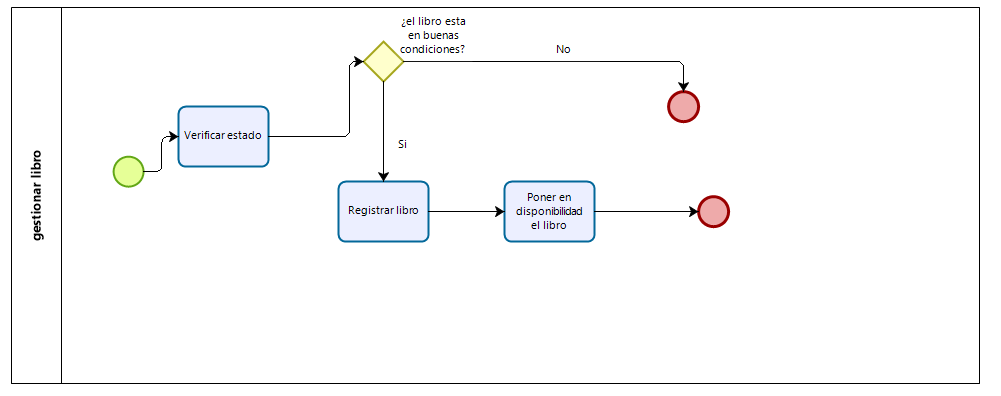 gestionar libro
¿el libro esta
en buenas
condiciones?
No
Verificar estado
Si
Registrar libro
Poner en
disponibilidad
el libro